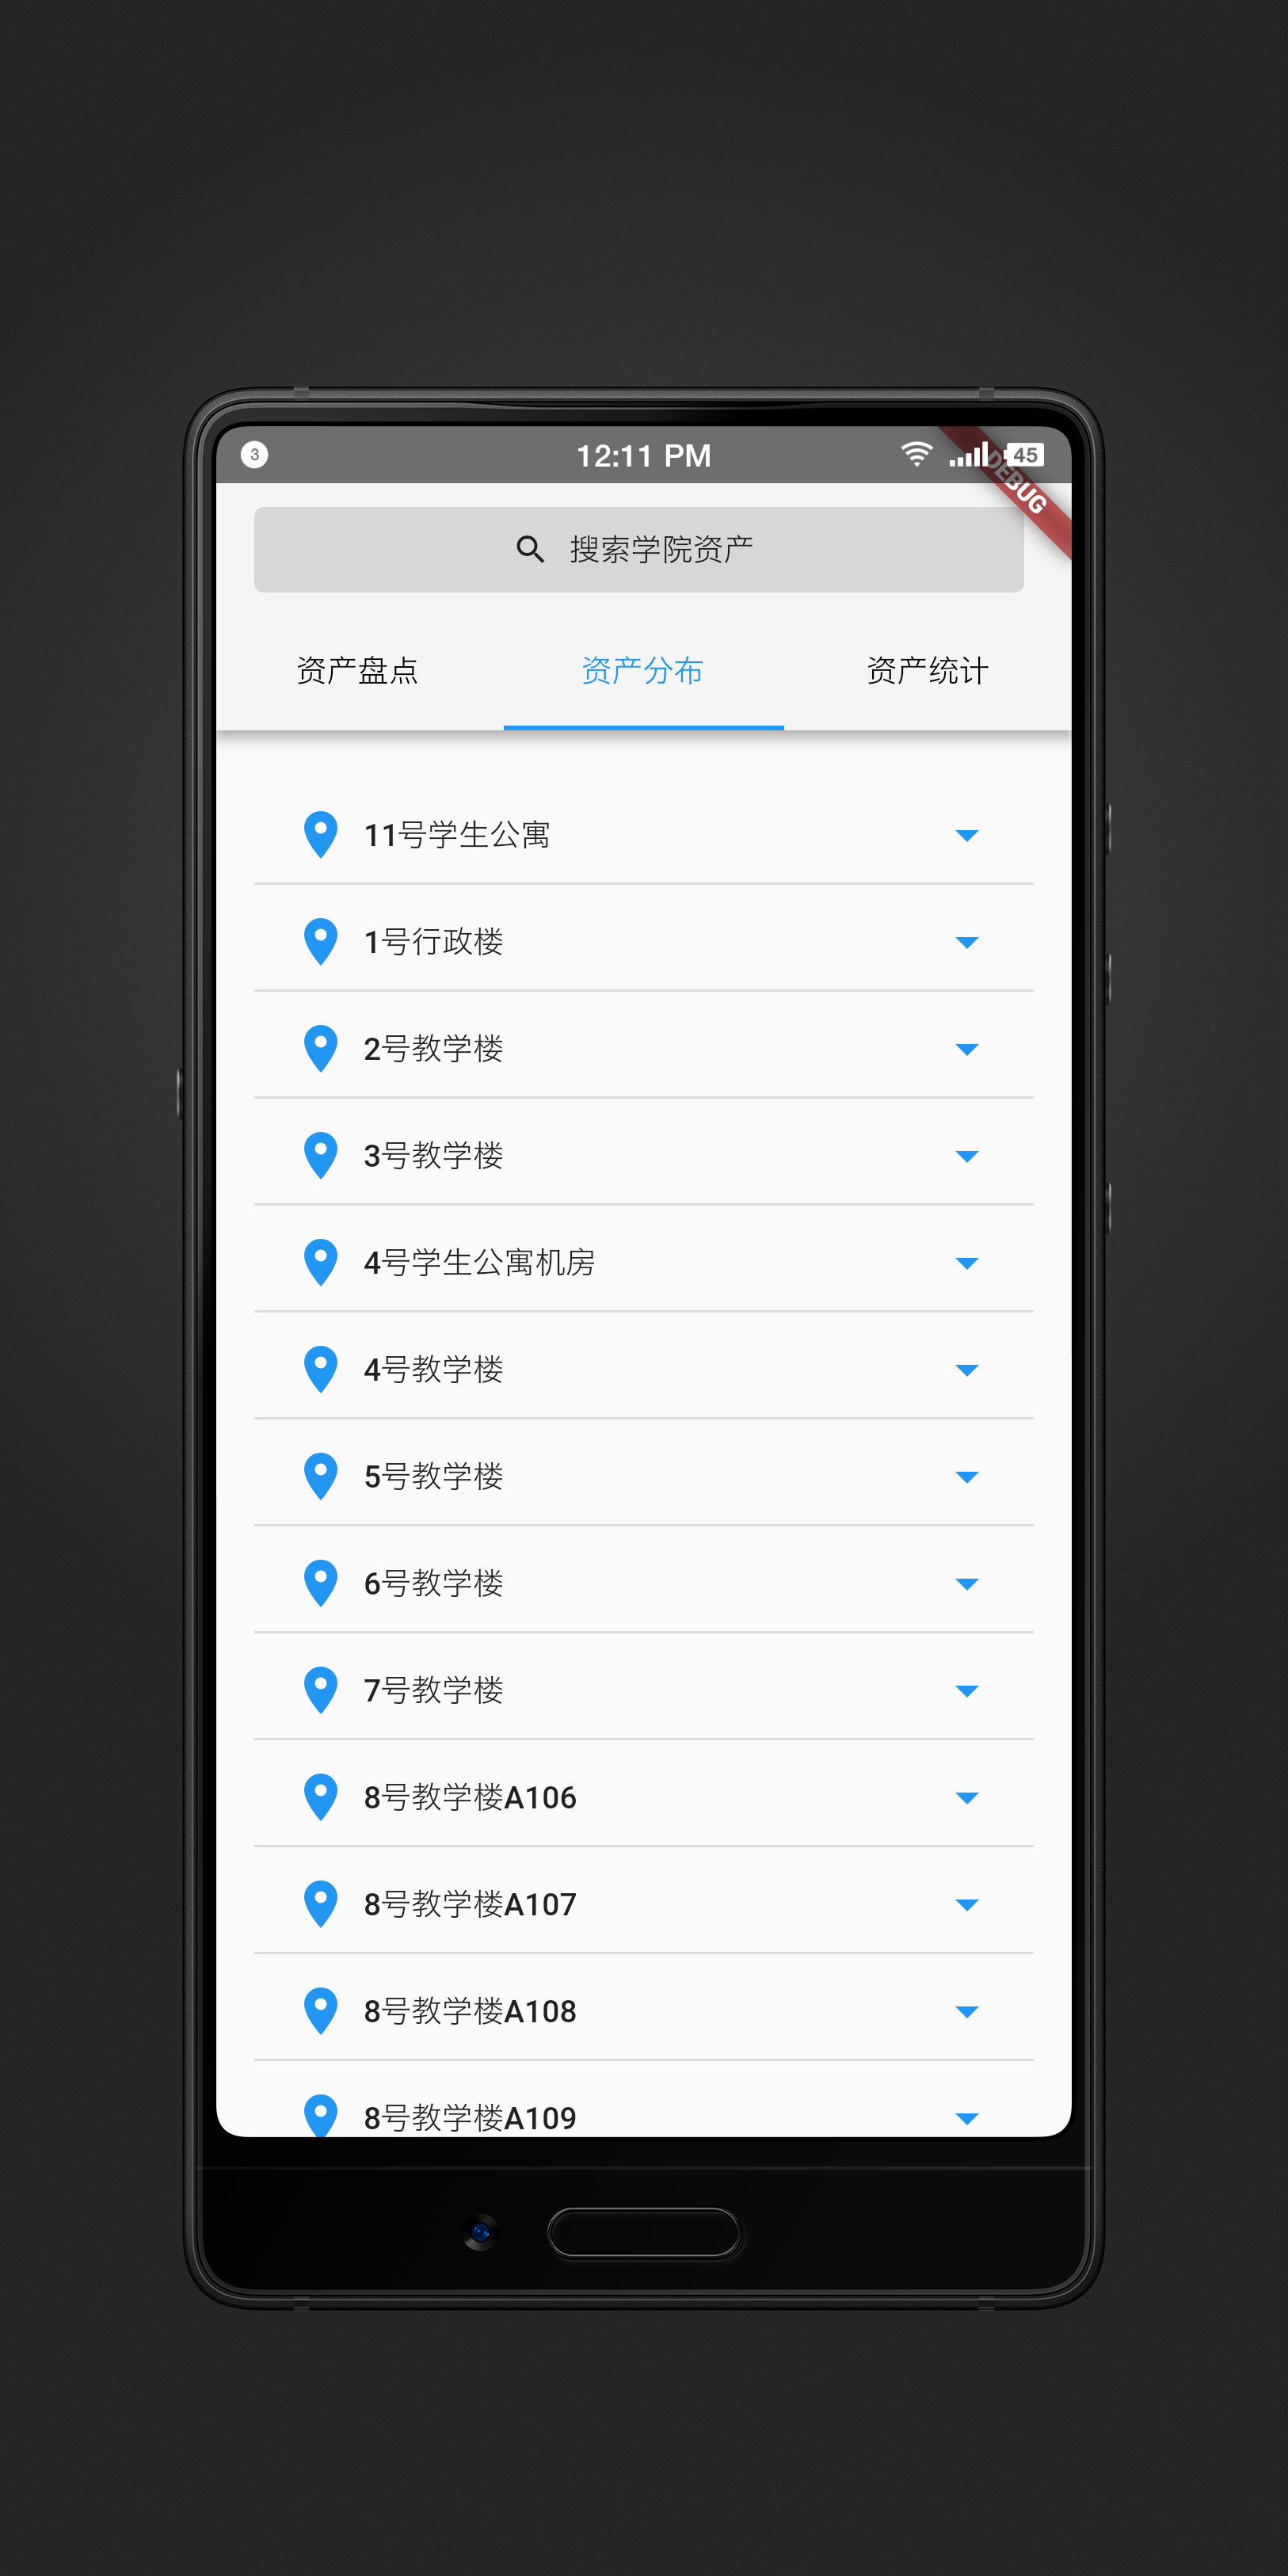 3
12:11 PM
45
DEBUG
搜索学院资产
资产盘点
资产分布
资产统计
11号学生公寓
1号行政楼
2号教学楼
3号教学楼
4号学生公寓机房
4号教学楼
5号教学楼
6号教学楼
7号教学楼
8号教学楼A106
8号教学楼A107
8号教学楼A108
8号教学楼A109